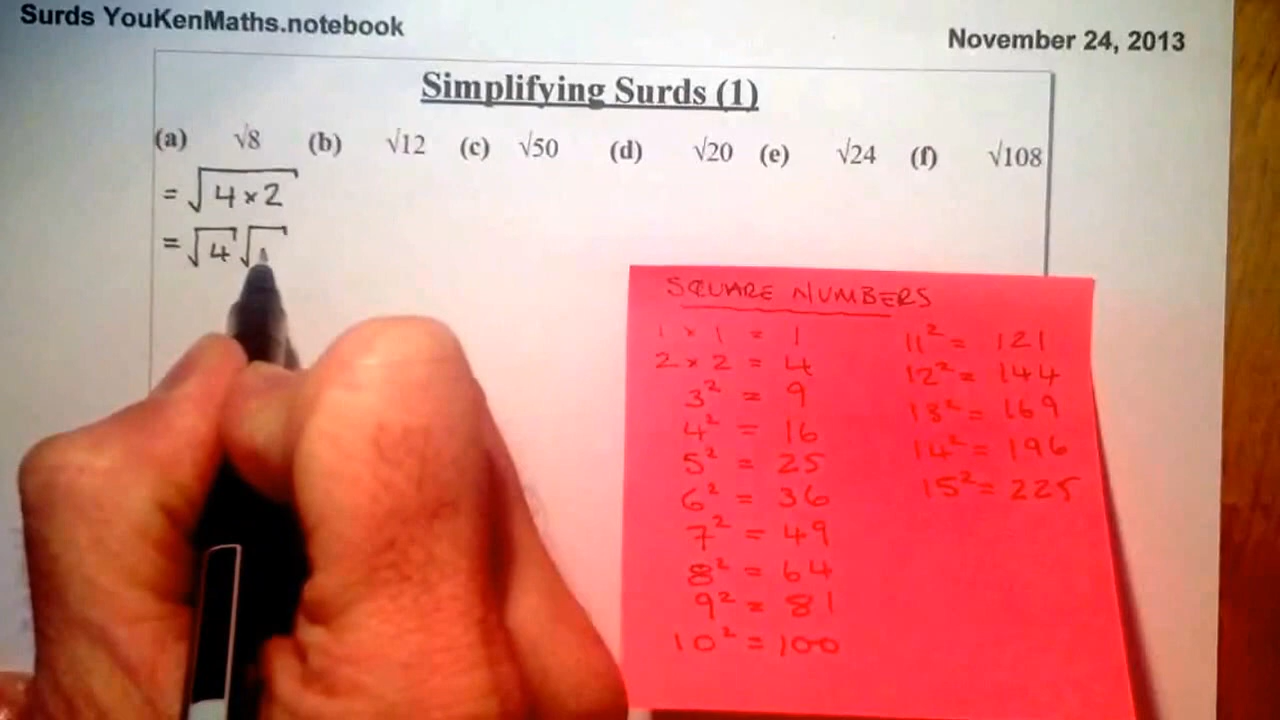 Surds YouKenMaths.notebook
November 24, 2013
Simplifying Surds (1)
(a) √8 (b) √12 (c) √50 (d) √20 (e) √24 (f) √108
= √4 × 2
= √4 √
SQUARE NUMBERS
1 × 1 = 1
2 × 2 = 4
3² = 9
4² = 16
5² = 25
6² = 36
7² = 49
8² = 64
9² = 81
10² = 100
11² = 121
12² = 144
13² = 169
14² = 196
15² = 225